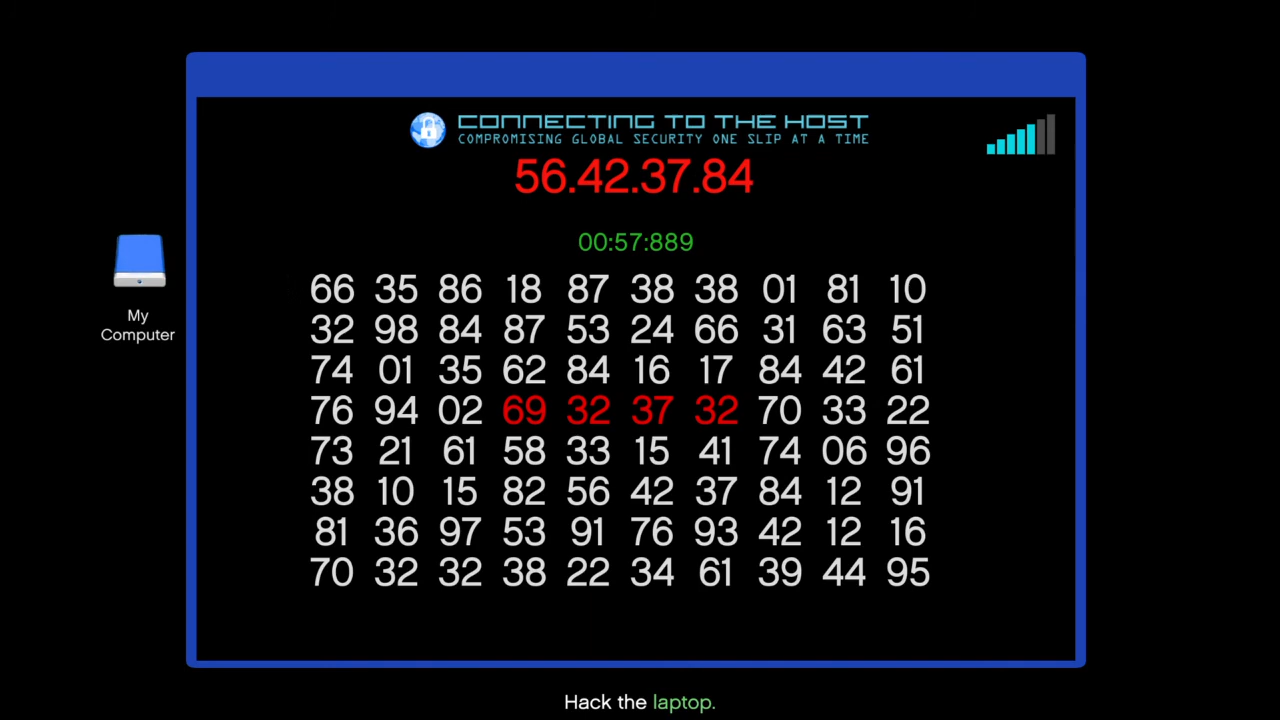 CONNECTING TO THE HOST
COMPROMISING GLOBAL SECURITY ONE SLIP AT A TIME
56.42.37.84
00:57:889
66 35 86 18 87 38 38 01 81 10
32 98 84 87 53 24 66 31 63 51
74 01 35 62 84 16 17 84 42 61
76 94 02 69 32 37 32 70 33 22
73 21 61 58 33 15 41 74 06 96
38 10 15 82 56 42 37 84 12 91
81 36 97 53 91 76 93 42 12 16
70 32 32 38 22 34 61 39 44 95
My
Computer
Hack the laptop.